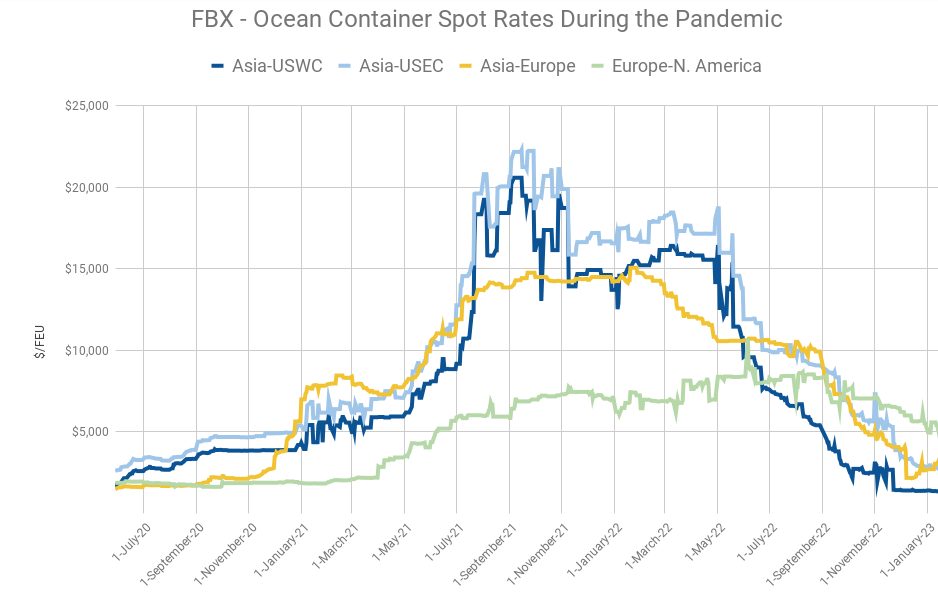 FBX - Ocean Container Spot Rates During the Pandemic
Asia-USWC Asia-USEC Asia-Europe Europe-N. America
$25,000
$20,000
$15,000
$10,000
$5,000
$/FEU
1-July-20
1-September-20
1-November-20
1-January-21
1-March-21
1-May-21
1-July-21
1-September-21
1-November-21
1-January-22
1-March-22
1-May-22
1-July-22
1-September-22
1-November-22
1-January-23